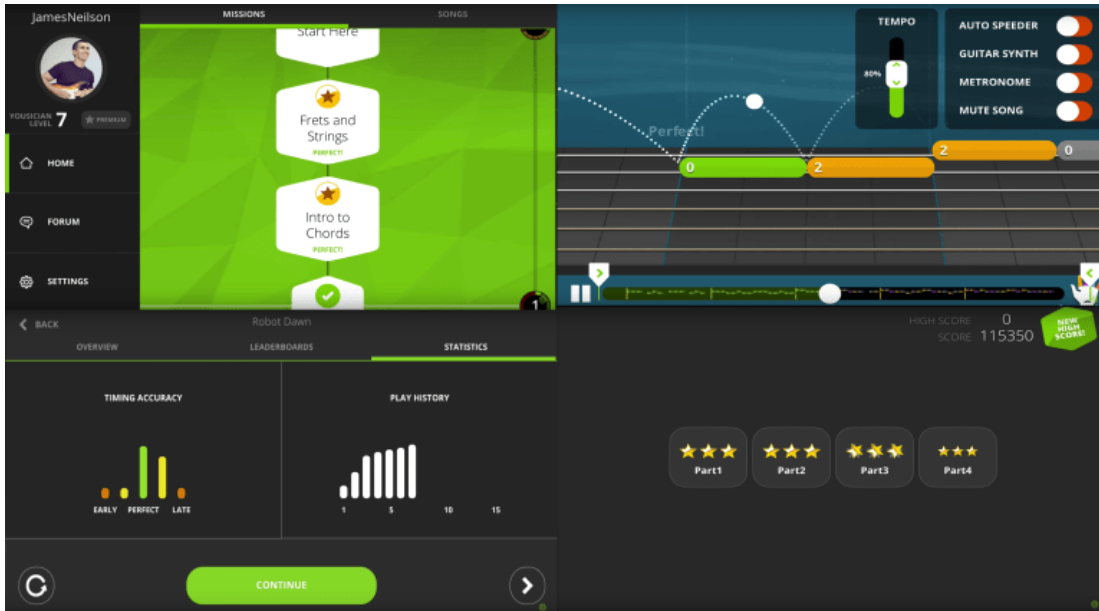 JamesNeilson
YOUSICIAN
LEVEL 7
PREMIUM
HOME
FORUM
SETTINGS
MISSIONS
SONGS
Start Here
Frets and
Strings
PERFECT!
Intro to
Chords
PERFECT!
1
Perfect!
0
2
2
0
TEMPO
80%
AUTO SPEEDER
GUITAR SYNTH
METRONOME
MUTE SONG
BACK
Robot Dawn
OVERVIEW
LEADERBOARDS
STATISTICS
TIMING ACCURACY
EARLY PERFECT LATE
PLAY HISTORY
1 5 10 15
CONTINUE
HIGH SCORE 0
SCORE 115350
NEW
HIGH
SCORE!
Part1
Part2
Part3
Part4